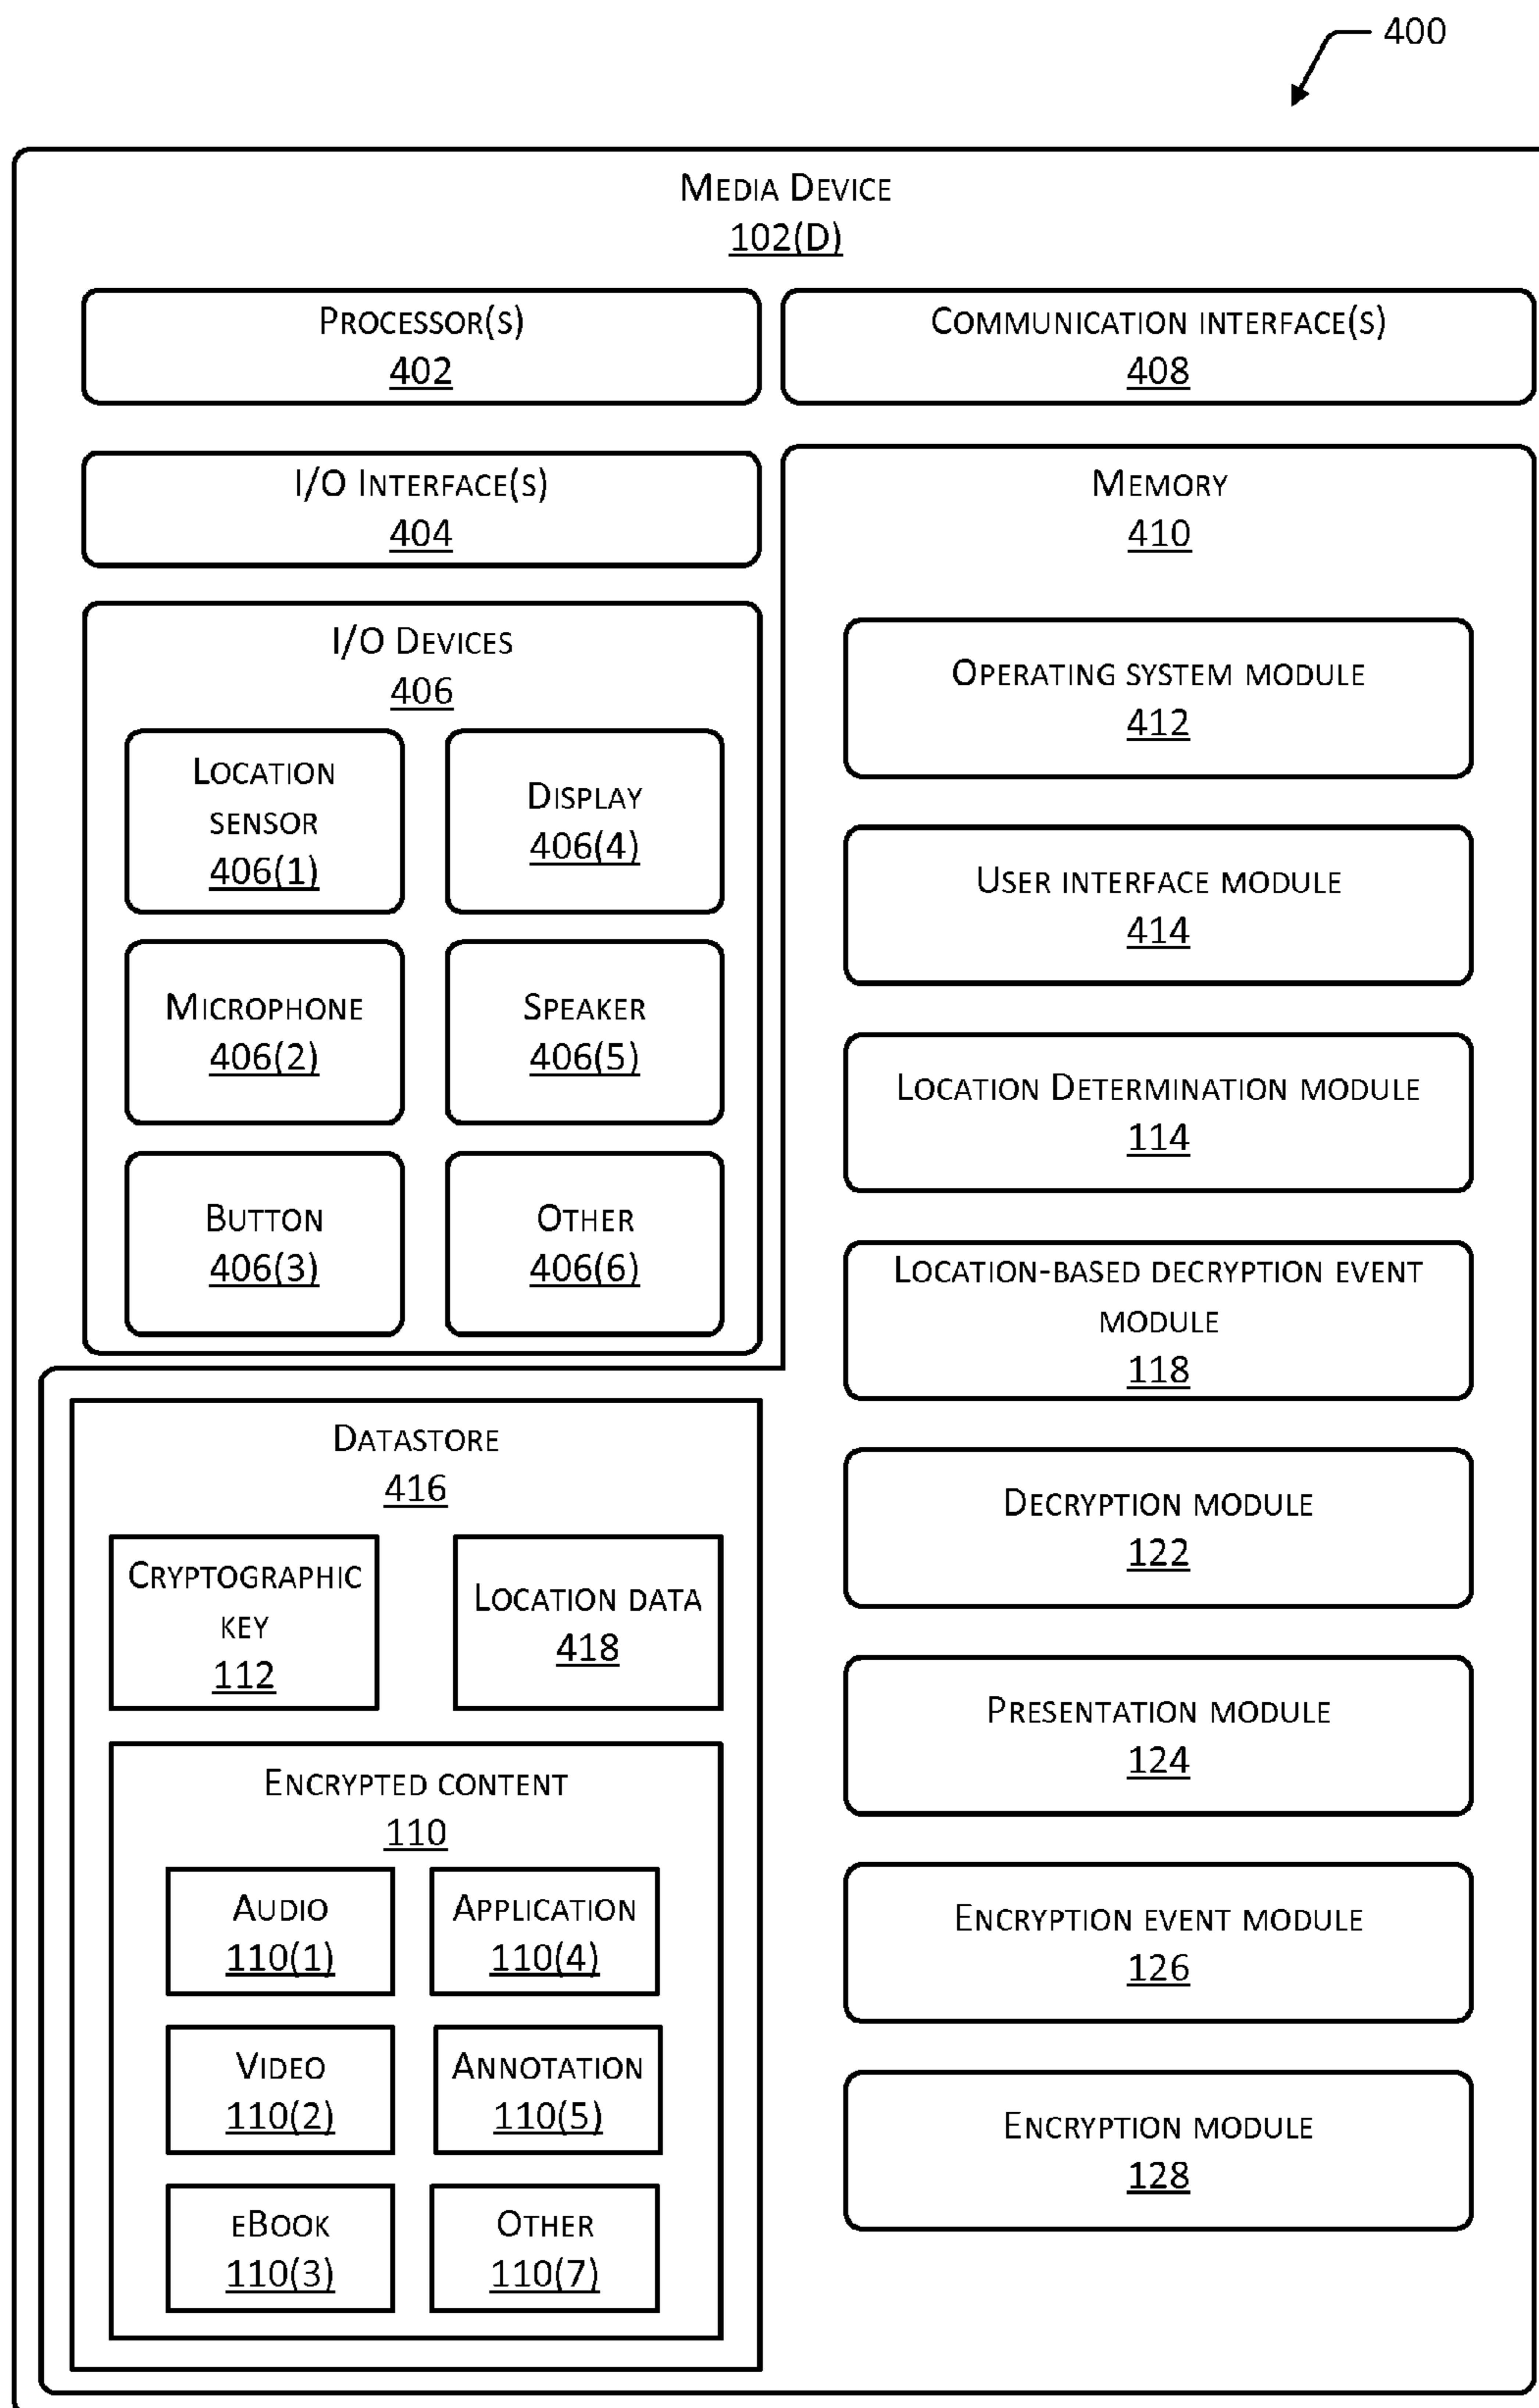 400
MEDIA DEVICE
102(D)
PROCESSOR(S)
402
COMMUNICATION INTERFACE(S)
408
I/O INTERFACE(S)
404
I/O DEVICES
406
LOCATION
SENSOR
406(1)
DISPLAY
406(4)
MICROPHONE
406(2)
SPEAKER
406(5)
BUTTON
406(3)
OTHER
406(6)
MEMORY
410
OPERATING SYSTEM MODULE
412
USER INTERFACE MODULE
414
LOCATION DETERMINATION MODULE
114
LOCATION-BASED DECRYPTION EVENT
MODULE
118
DECRYPTION MODULE
122
PRESENTATION MODULE
124
ENCRYPTION EVENT MODULE
126
ENCRYPTION MODULE
128
DATASTORE
416
CRYPTOGRAPHIC
KEY
112
LOCATION DATA
418
ENCRYPTED CONTENT
110
AUDIO
110(1)
APPLICATION
110(4)
VIDEO
110(2)
ANNOTATION
110(5)
EBOOK
110(3)
OTHER
110(7)